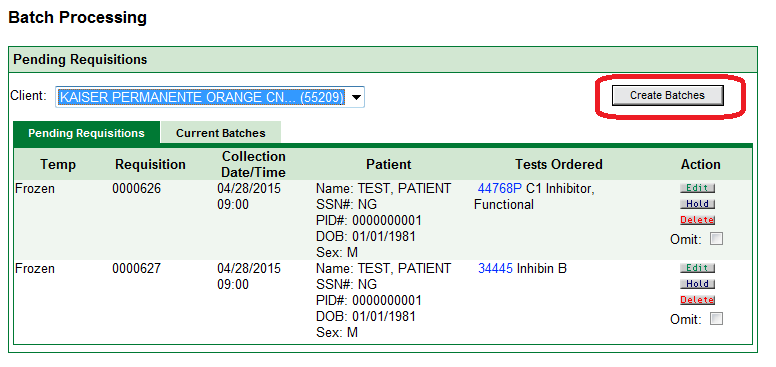 Batch Processing
Pending Requisitions
Client: KAISER PERMANENTE ORANGE CN... (55209) Create Batches
Pending Requisitions Current Batches
Temp Requisition Collection Date/Time Patient Tests Ordered Action
Frozen 0000626 04/28/2015 Name: TEST, PATIENT 44768P C1 Inhibitor, Edit
09:00 SSN#: NG Functional Hold
PID#: 0000000001 Delete
DOB: 01/01/1981 Omit:
Sex: M
Frozen 0000627 04/28/2015 Name: TEST, PATIENT 34445 Inhibin B Edit
09:00 SSN#: NG Hold
PID#: 0000000001 Delete
DOB: 01/01/1981 Omit:
Sex: M